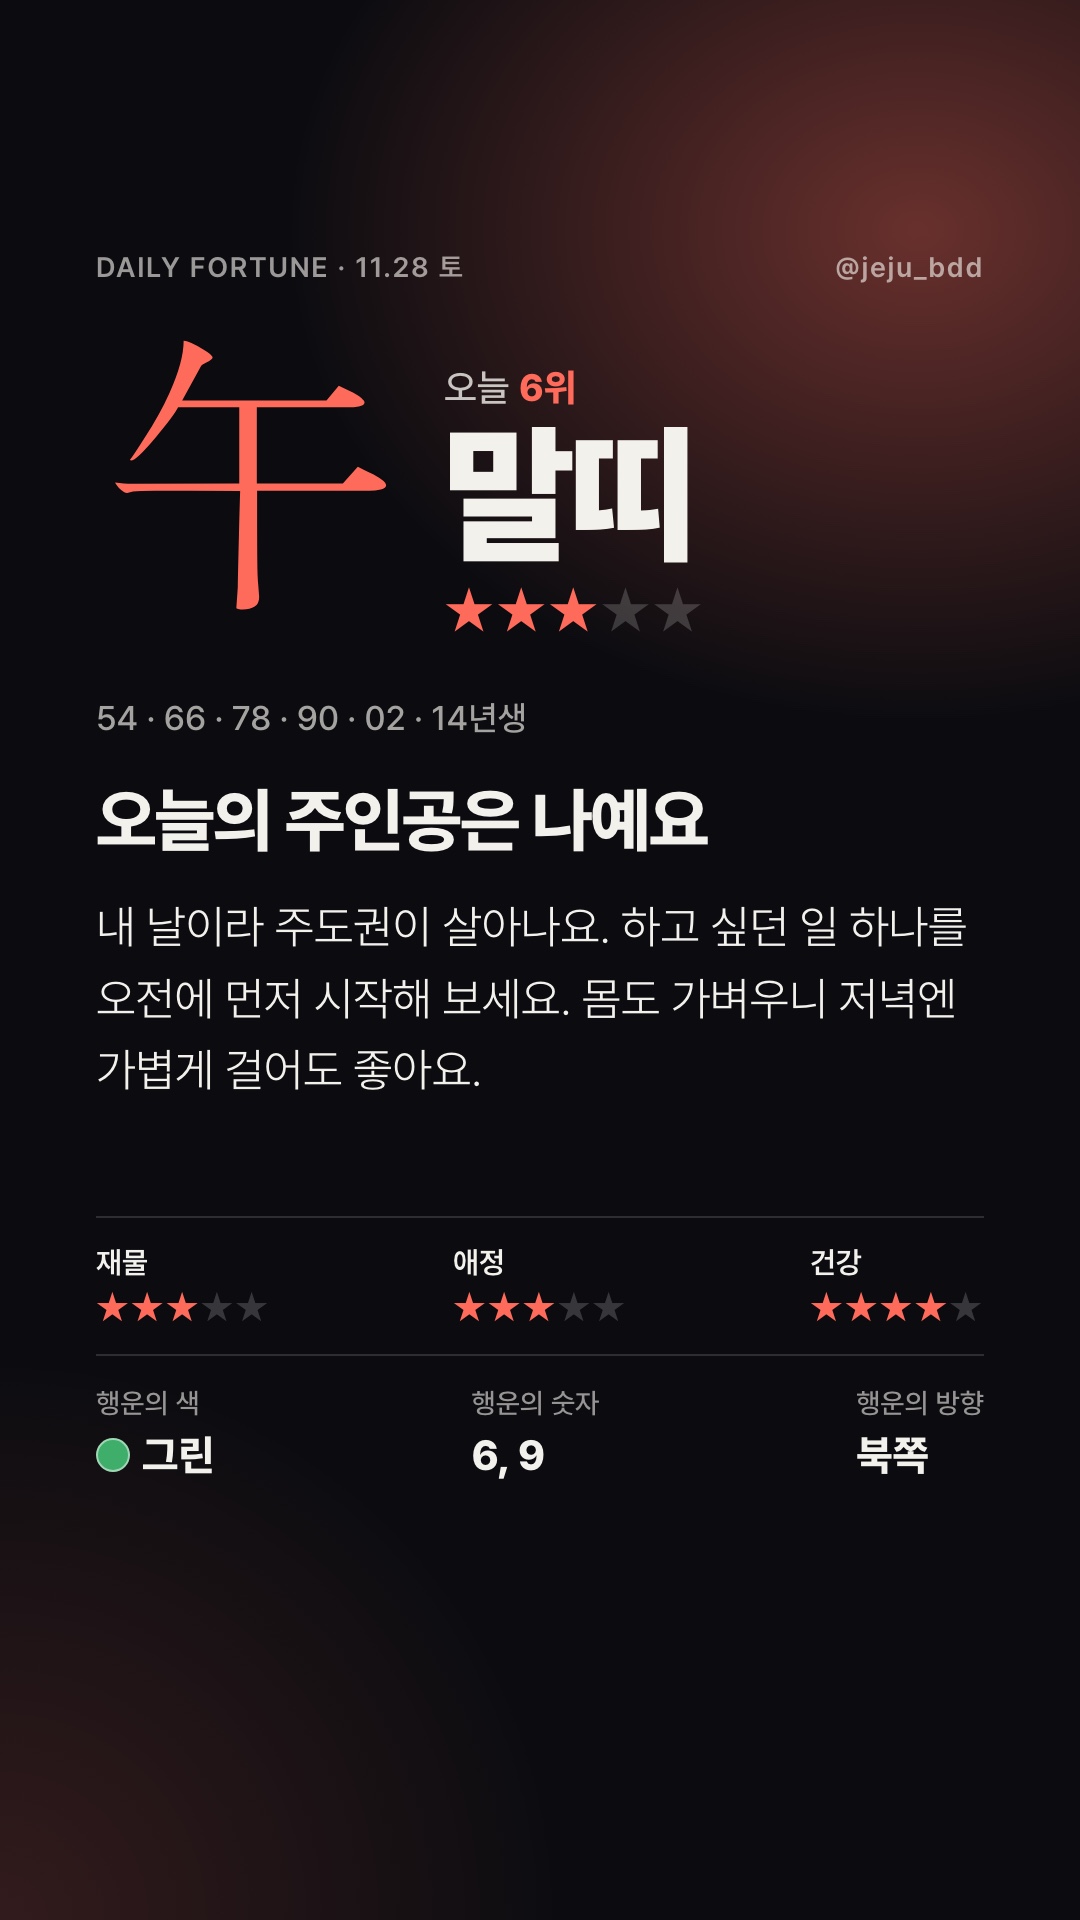 DAILY FORTUNE · 11.28 토
@jeju_bdd
午
오늘 6위
말띠
★★★★★
54 · 66 · 78 · 90 · 02 · 14년생
오늘의 주인공은 나예요
내 날이라 주도권이 살아나요. 하고 싶던 일 하나를
오전에 먼저 시작해 보세요. 몸도 가벼우니 저녁엔
가볍게 걸어도 좋아요.
재물
★★★★★
애정
★★★★★
건강
★★★★★
행운의 색
그린
행운의 숫자
6, 9
행운의 방향
북쪽